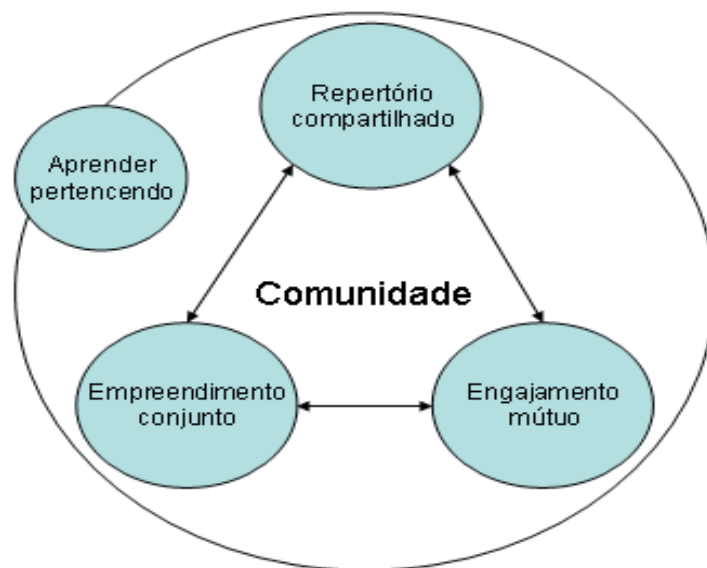 Repertório
compartilhado
Aprender
pertencendo
Comunidade
Empreendimento
conjunto
Engajamento
mútuo